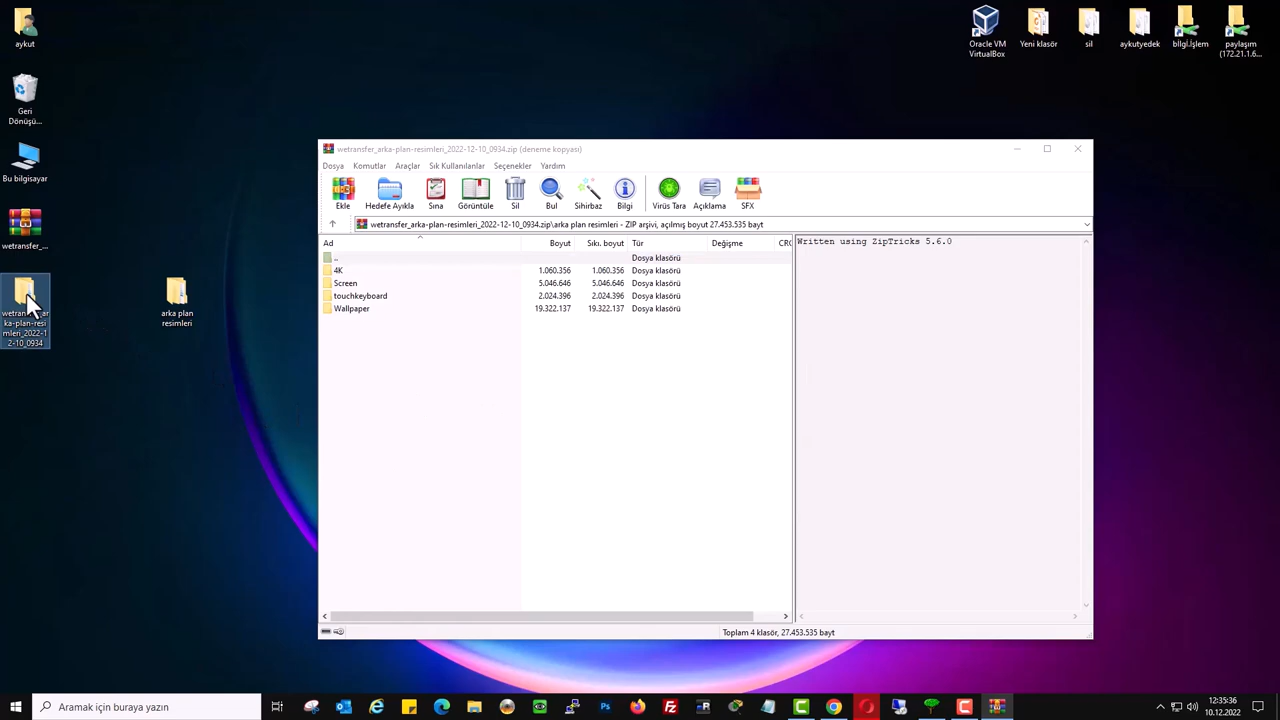 aykut
Geri
Dönüşü...
Bu bilgisayar
wetransfer_...
ka-plan-resi
mleri_2022-1
2-10_0934
arka plan
resimleri
Oracle VM
VirtualBox
Yeni klasör
sil
aykutyedek
bilgi.İşlem
paylaşım
(172.21.1.6...
wetransfer_arka-plan-resimleri_2022-12-10_0934.zip (deneme kopyası)
Dosya Komutlar Araçlar Sık Kullanılanlar Seçenekler Yardım
Ekle Hedefe Ayıkla Sına Görüntüle Sil Bul Sihirbaz Bilgi Virüs Tara Açıklama SFX
wetransfer_arka-plan-resimleri_2022-12-10_0934.zip\arka plan resimleri - ZIP arşivi, açılmış boyut 27.453.535 bayt
Ad Boyut Sıkı. boyut Tür Değişme CRC
.. Dosya klasörü
4K 1.060.356 1.060.356 Dosya klasörü
Screen 5.046.646 5.046.646 Dosya klasörü
touchkeyboard 2.024.396 2.024.396 Dosya klasörü
Wallpaper 19.322.137 19.322.137 Dosya klasörü
Written using ZipTricks 5.6.0
Toplam 4 klasör, 27.453.535 bayt
Aramak için buraya yazın
12:35:36
10.12.2022